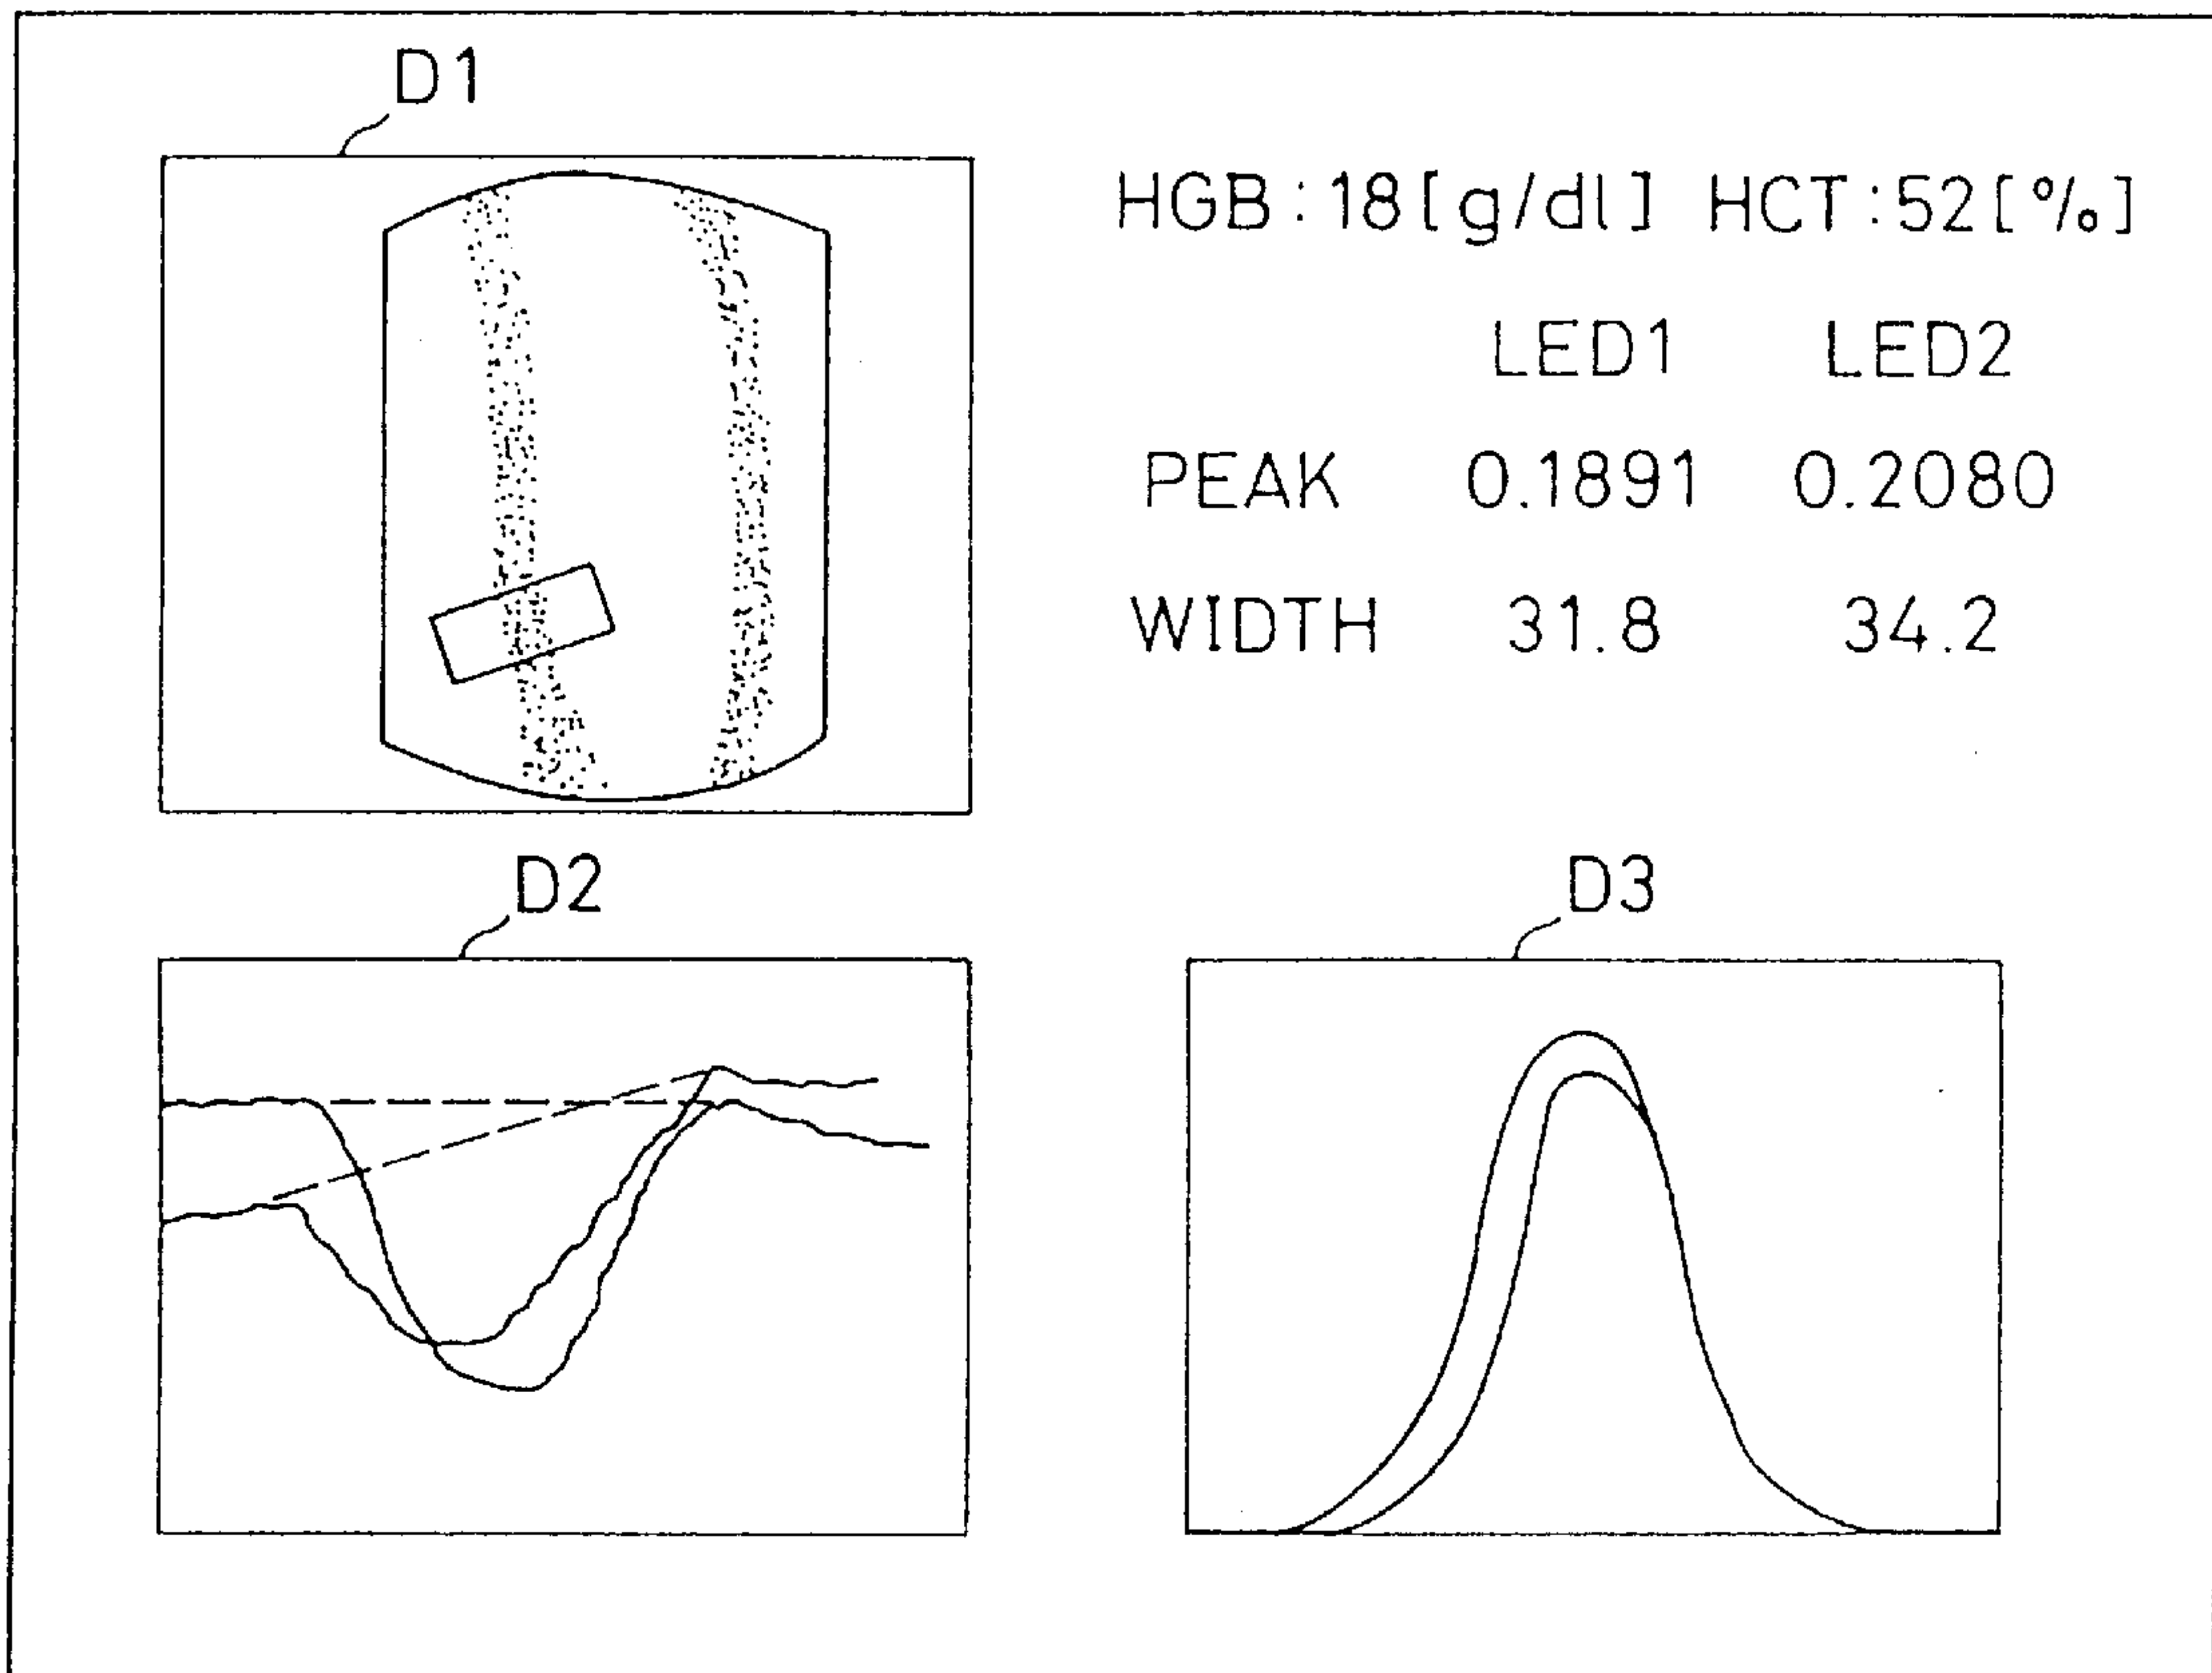 D1
HGB:18[g/dl] HCT:52[%]
LED1 LED2
PEAK 0.1891 0.2080
WIDTH 31.8 34.2
D2
D3